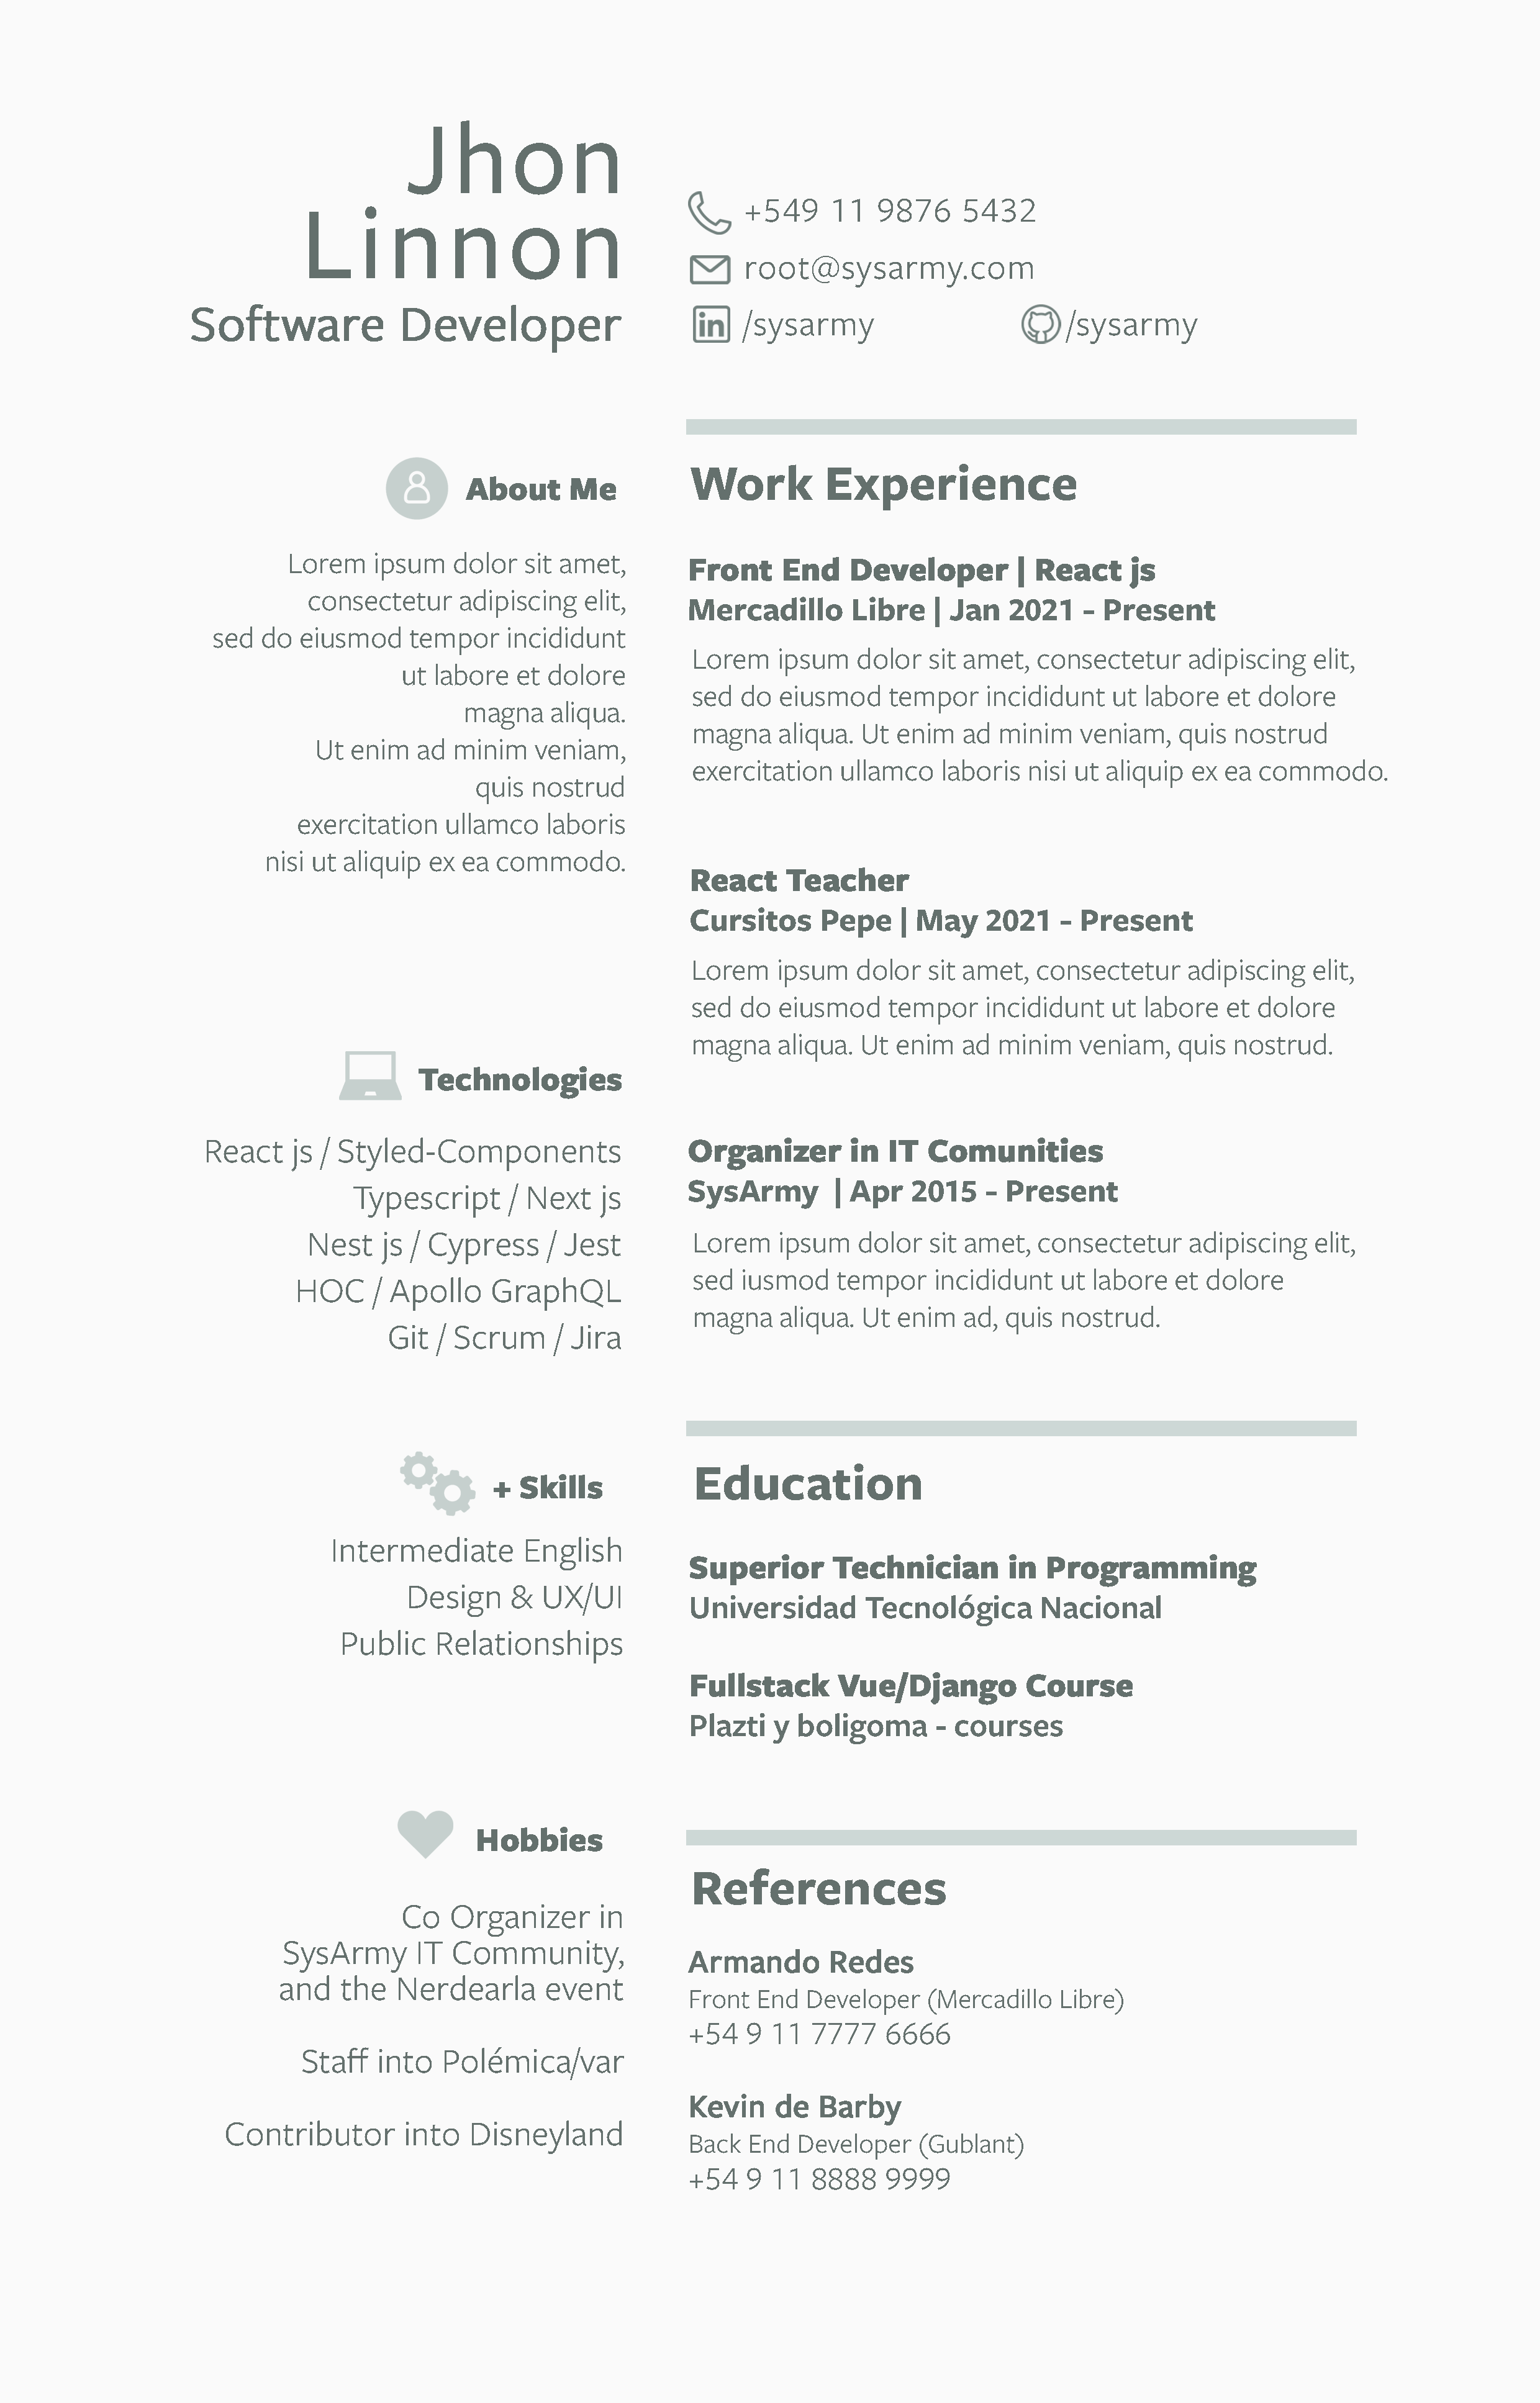 Jhon
Linnon
Software Developer
+549 11 9876 5432
root@sysarmy.com
in /sysarmy
/sysarmy
About Me
Lorem ipsum dolor sit amet,
consectetur adipiscing elit,
sed do eiusmod tempor incididunt
ut labore et dolore
magna aliqua.
Ut enim ad minim veniam,
quis nostrud
exercitation ullamco laboris
nisi ut aliquip ex ea commodo.
Technologies
React js / Styled-Components
Typescript / Next js
Nest js / Cypress / Jest
HOC / Apollo GraphQL
Git / Scrum / Jira
+ Skills
Intermediate English
Design & UX/UI
Public Relationships
Hobbies
Co Organizer in
SysArmy IT Community,
and the Nerdearla event
Staff into Polémica/var
Contributor into Disneyland
Work Experience
Front End Developer | React js
Mercadillo Libre | Jan 2021 - Present
Lorem ipsum dolor sit amet, consectetur adipiscing elit,
sed do eiusmod tempor incididunt ut labore et dolore
magna aliqua. Ut enim ad minim veniam, quis nostrud
exercitation ullamco laboris nisi ut aliquip ex ea commodo.
React Teacher
Cursitos Pepe | May 2021 - Present
Lorem ipsum dolor sit amet, consectetur adipiscing elit,
sed do eiusmod tempor incididunt ut labore et dolore
magna aliqua. Ut enim ad minim veniam, quis nostrud.
Organizer in IT Comunities
SysArmy | Apr 2015 - Present
Lorem ipsum dolor sit amet, consectetur adipiscing elit,
sed iusmod tempor incididunt ut labore et dolore
magna aliqua. Ut enim ad, quis nostrud.
Education
Superior Technician in Programming
Universidad Tecnológica Nacional
Fullstack Vue/Django Course
Plazti y boligoma - courses
References
Armando Redes
Front End Developer (Mercadillo Libre)
+54 9 11 7777 6666
Kevin de Barby
Back End Developer (Gublant)
+54 9 11 8888 9999